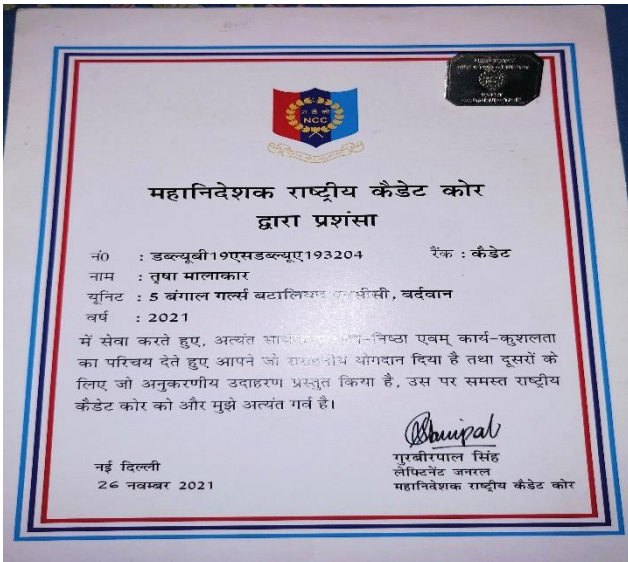 रा कै को
NCC
महानिदेशक राष्ट्रीय कैडेट कोर
द्वारा प्रशंसा
नं0 : डब्ल्यूबी19एसडब्ल्यूए193204 रैंक : कैडेट
नाम : तृषा मालाकार
यूनिट : 5 बंगाल गर्ल्स बटालियन एनसीसी, बर्दवान
वर्ष : 2021
में सेवा करते हुए, अत्यंत निष्ठा एवम् कार्य-कुशलता
का परिचय देते हुए आपने जो योगदान दिया है तथा दूसरों के
लिए जो अनुकरणीय उदाहरण प्रस्तुत किया है, उस पर समस्त राष्ट्रीय
कैडेट कोर को और मुझे अत्यंत गर्व है।
गुरबीरपाल सिंह
नई दिल्ली लेफ्टिनेंट जनरल
26 नवम्बर 2021 महानिदेशक राष्ट्रीय कैडेट कोर